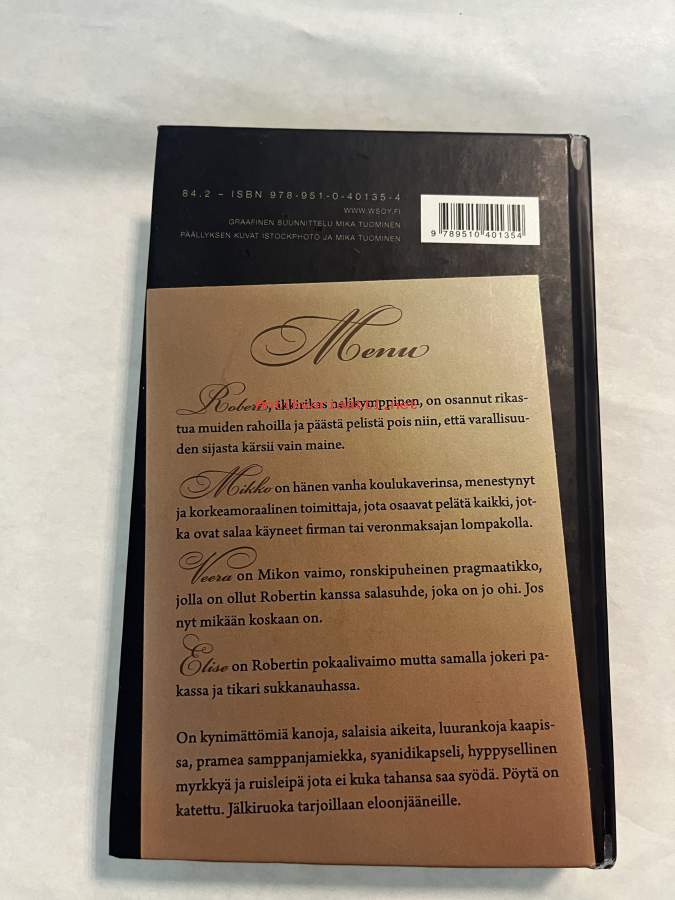 84.2 – ISBN 978-951-0-40135-4
WWW.WSOY.FI
GRAAFINEN SUUNNITTELU MIKA TUOMINEN
PÄÄLLYKSEN KUVAT ISTOCKPHOTO JA MIKA TUOMINEN
9 789510 401354
Menu
Robert, äkkirikas nelikymppinen, on osannut rikas-
tua muiden rahoilla ja päästä pelistä pois niin, että varallisuu-
den sijasta kärsii vain maine.
Mikko on hänen vanha koulukaverinsa, menestynyt
ja korkeamoraalinen toimittaja, jota osaavat pelätä kaikki, jot-
ka ovat salaa käyneet firman tai veronmaksajan lompakolla.
Veera on Mikon vaimo, ronskipuheinen pragmaatikko,
jolla on ollut Robertin kanssa salasuhde, joka on jo ohi. Jos
nyt mikään koskaan on.
Elise on Robertin pokaalivaimo mutta samalla jokeri pa-
kassa ja tikari sukkanauhassa.
On kynimättömiä kanoja, salaisia aikeita, luurankoja kaapis-
sa, pramea samppanjamiekka, syanidikapseli, hyppysellinen
myrkkyä ja ruisleipä jota ei kuka tahansa saa syödä. Pöytä on
katettu. Jälkiruoka tarjoillaan eloonjääneille.